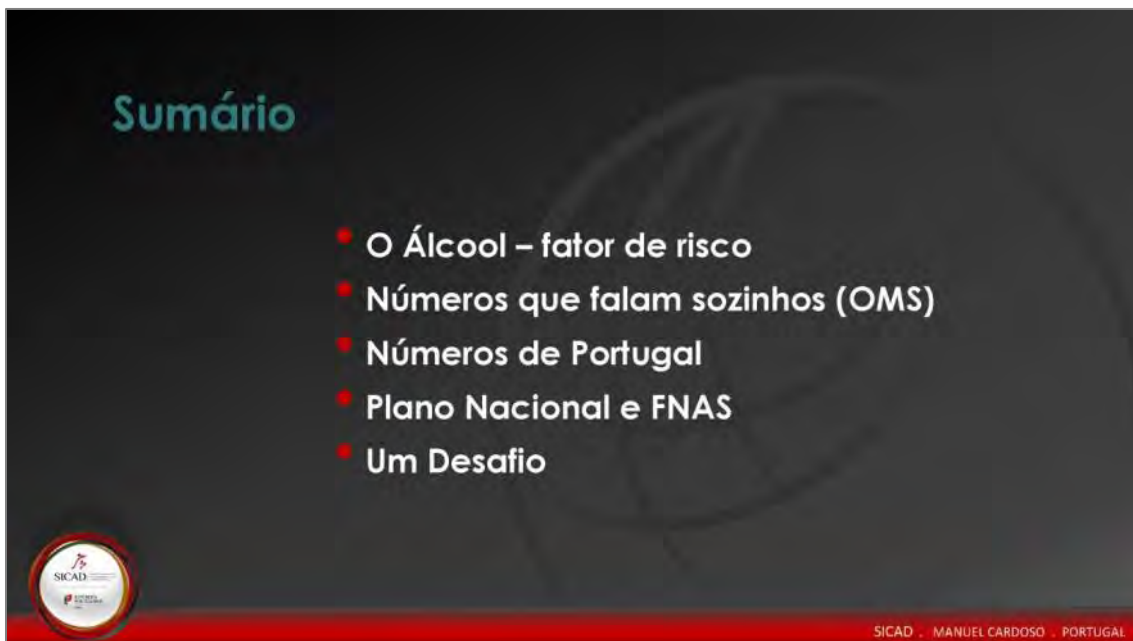 Sumário
• O Álcool – fator de risco
• Números que falam sozinhos (OMS)
• Números de Portugal
• Plano Nacional e FNAS
• Um Desafio
SICAD
SICAD . MANUEL CARDOSO . PORTUGAL